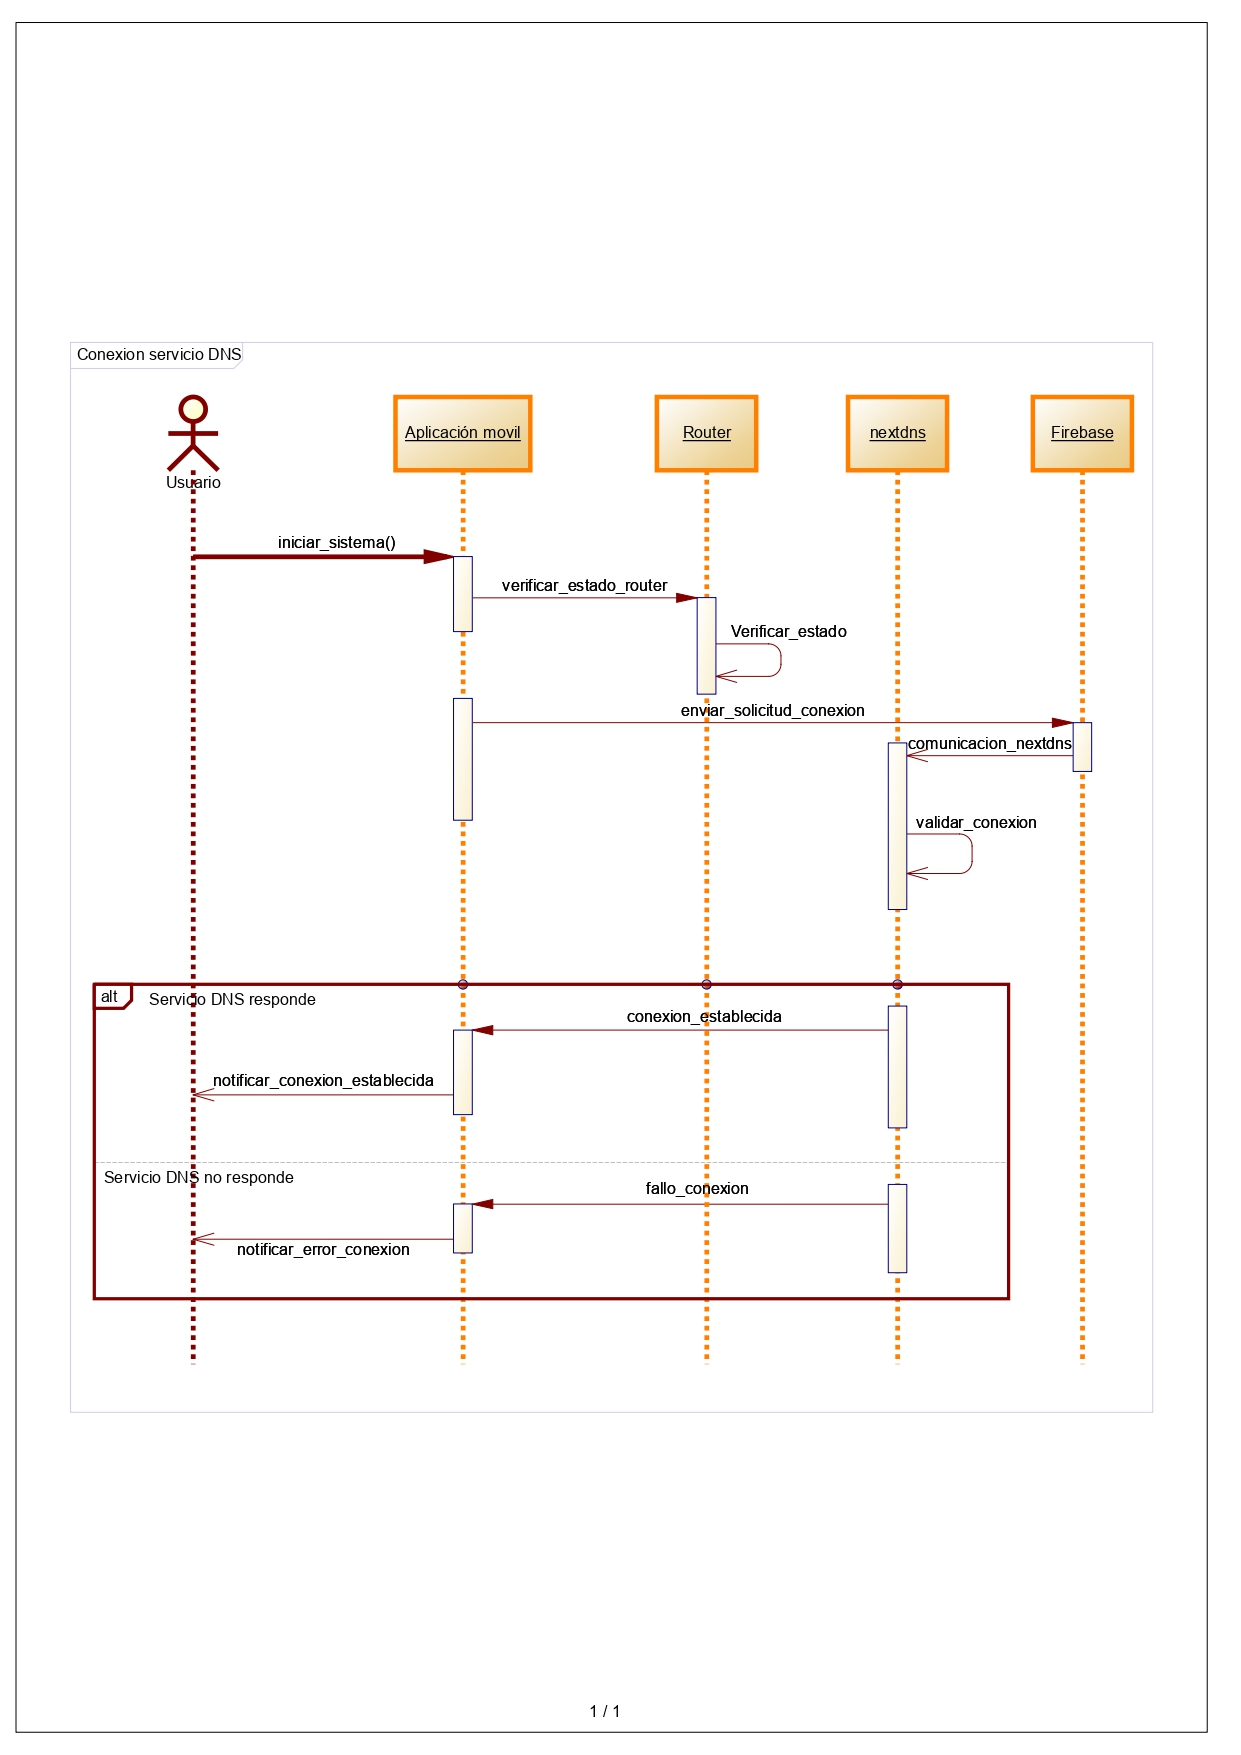 Conexion servicio DNS
Usuario
Aplicación movil
Router
nextdns
Firebase
iniciar_sistema()
verificar_estado_router
Verificar_estado
enviar_solicitud_conexion
comunicacion_nextdns
validar_conexion
alt
Servicio DNS responde
conexion_establecida
notificar_conexion_establecida
Servicio DNS no responde
fallo_conexion
notificar_error_conexion
1 / 1